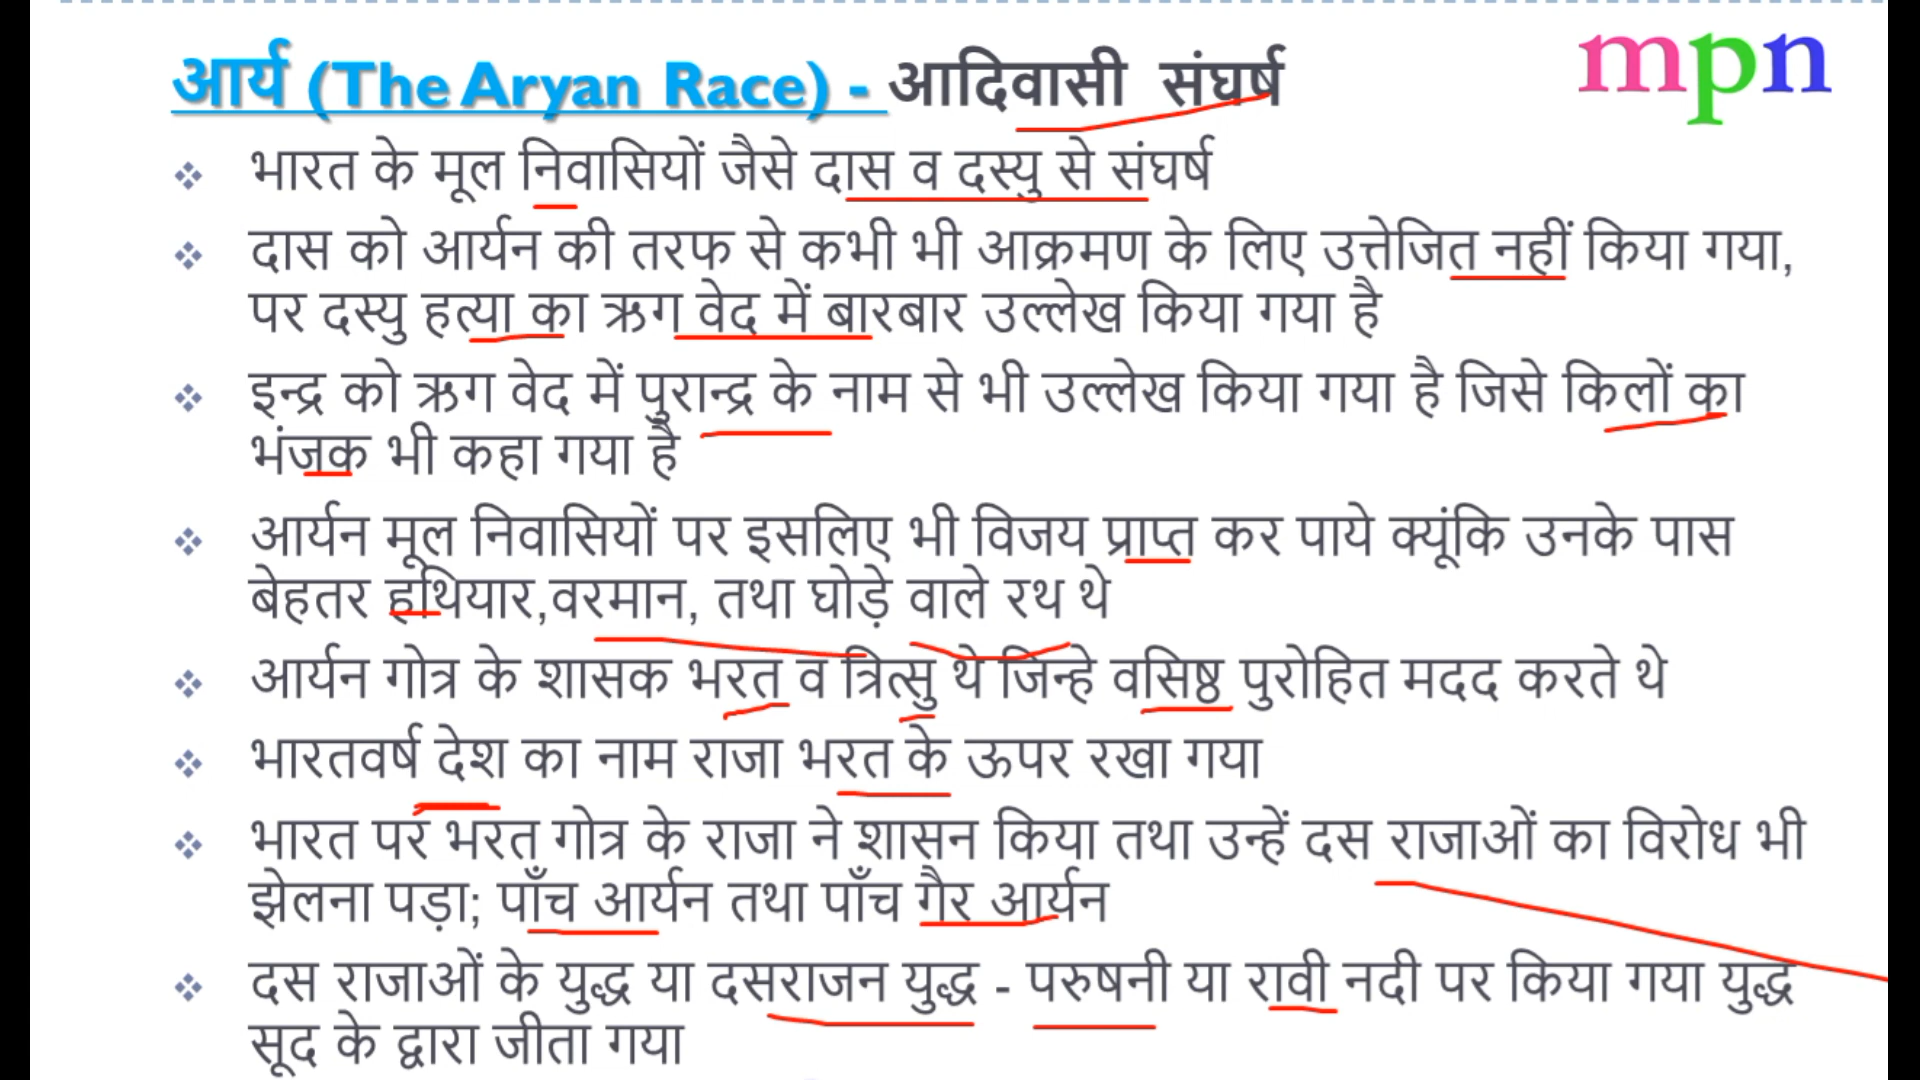 आर्य (The Aryan Race) - आदिवासी संघर्ष
mpn
❖ भारत के मूल निवासियों जैसे दास व दस्यु से संघर्ष
❖ दास को आर्यन की तरफ से कभी भी आक्रमण के लिए उत्तेजित नहीं किया गया,
पर दस्यु हत्या का ऋग वेद में बारबार उल्लेख किया गया है
❖ इन्द्र को ऋग वेद में पुरान्द्र के नाम से भी उल्लेख किया गया है जिसे किलों का
भंजक भी कहा गया है
❖ आर्यन मूल निवासियों पर इसलिए भी विजय प्राप्त कर पाये क्यूंकि उनके पास
बेहतर हथियार,वरमान, तथा घोड़े वाले रथ थे
❖ आर्यन गोत्र के शासक भरत व त्रित्सु थे जिन्हे वसिष्ठ पुरोहित मदद करते थे
❖ भारतवर्ष देश का नाम राजा भरत के ऊपर रखा गया
❖ भारत पर भरत गोत्र के राजा ने शासन किया तथा उन्हें दस राजाओं का विरोध भी
झेलना पड़ा; पाँच आर्यन तथा पाँच गैर आर्यन
❖ दस राजाओं के युद्ध या दसराजन युद्ध - परुषनी या रावी नदी पर किया गया युद्ध
सूद के द्वारा जीता गया